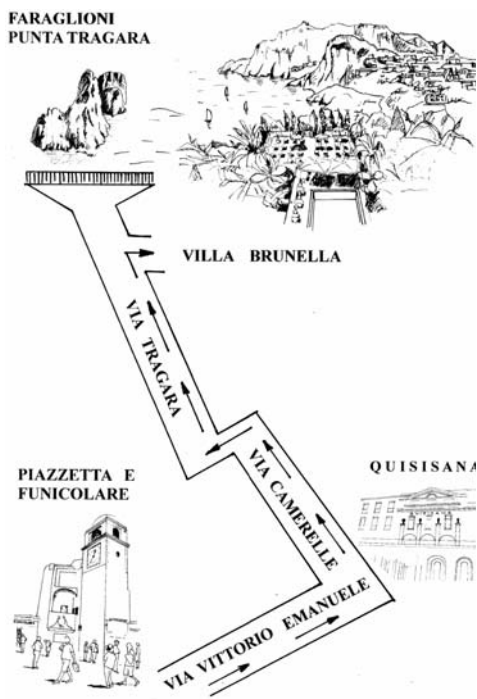 FARAGLIONI
PUNTA TRAGARA
VILLA BRUNELLA
VIA TRAGARA
PIAZZETTA E
FUNICOLARE
QUISISANA
VIA CAMERELLE
VIA VITTORIO EMANUELE